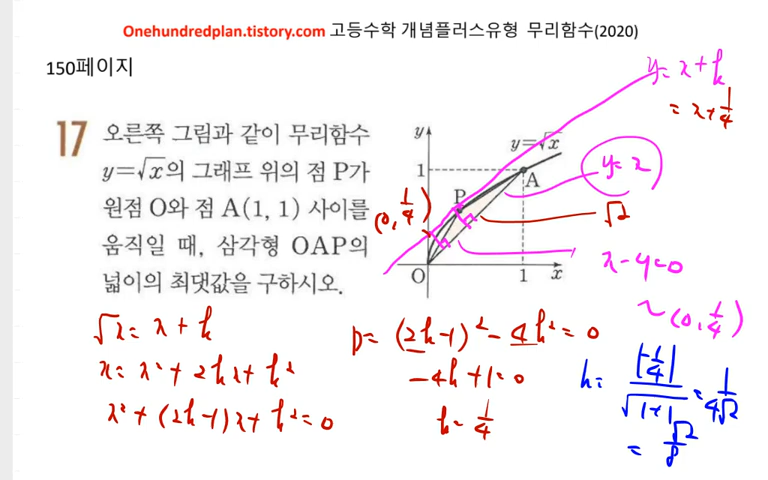 Onehundredplan.tistory.com 고등수학 개념플러스유형 무리함수(2020)
150페이지
17 오른쪽 그림과 같이 무리함수
y=√x의 그래프 위의 점 P가
원점 O와 점 A(1, 1) 사이를
움직일 때, 삼각형 OAP의
넓이의 최댓값을 구하시오.
y
y=√x
1
A
P
O
1
x
y=x+k
=x+1/4
y=x
(0, 1/4)
√2
x-y=0
~(0, 1/4)
√x=x+k
x=x²+2kx+k²
x²+(2k-1)x+k²=0
D=(2k-1)²-4k²=0
-4k+1=0
k=1/4
h=|-1/4|/√1+1=1/4√2
=√2/8